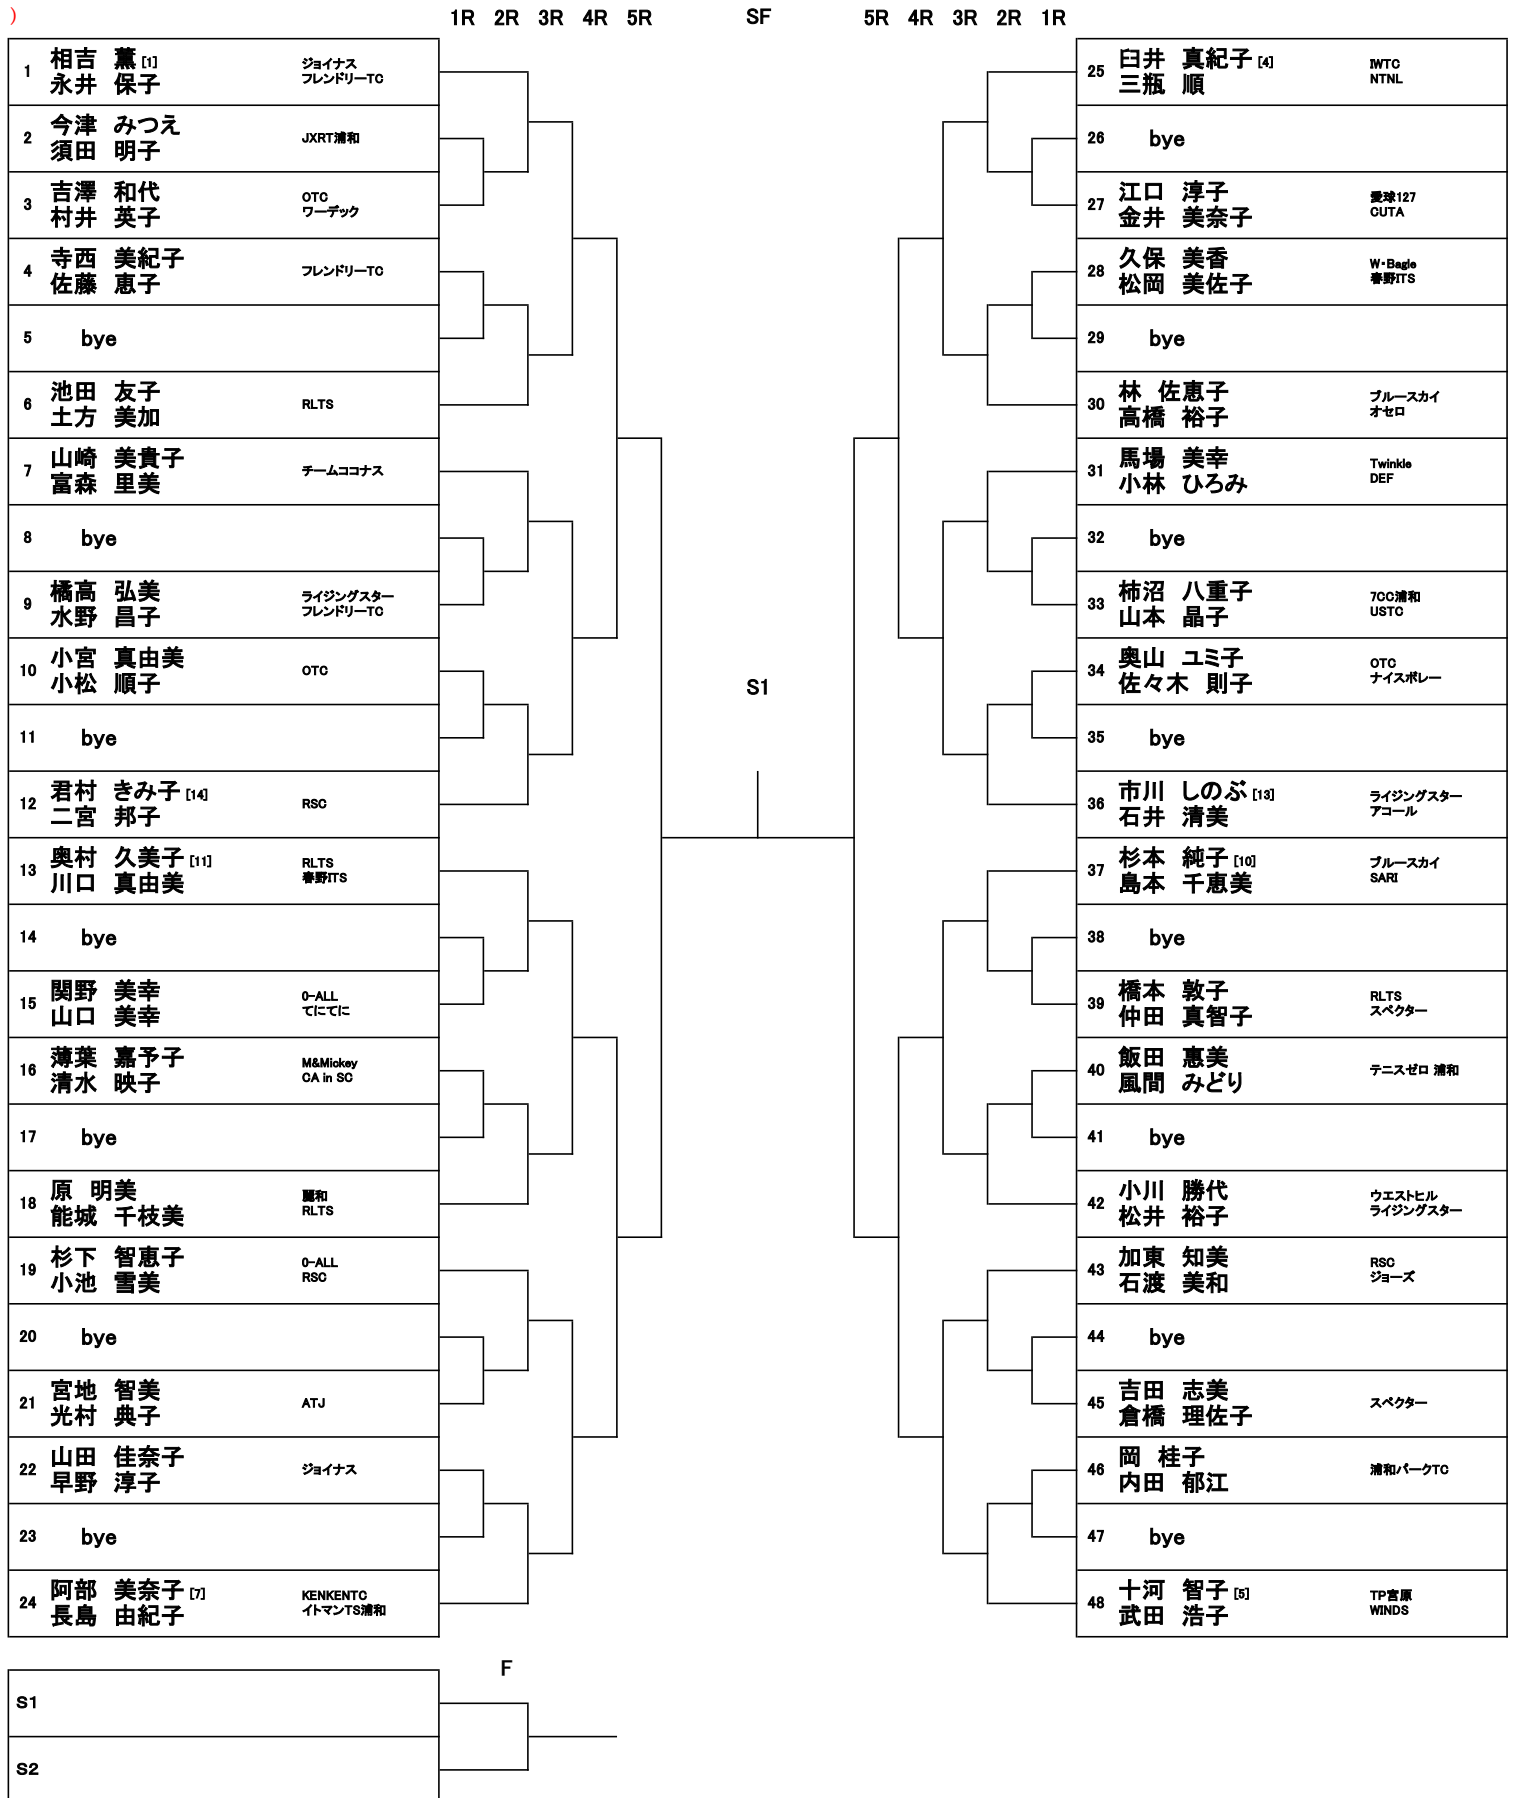 )
1R 2R 3R 4R 5R SF 5R 4R 3R 2R 1R
1 相吉 薫 [1] ジョイナス
永井 保子 フレンドリーTC
2 今津 みつえ JXRT浦和
須田 明子
3 吉澤 和代 OTC
村井 英子 ワーデック
4 寺西 美紀子 フレンドリーTC
佐藤 恵子
5 bye
6 池田 友子 RLTS
土方 美加
7 山崎 美貴子 チームココナス
富森 里美
8 bye
9 橘高 弘美 ライジングスター
水野 昌子 フレンドリーTC
10 小宮 真由美 OTC
小松 順子
11 bye
12 君村 きみ子 [14] RSC
二宮 邦子
13 奥村 久美子 [11] RLTS
川口 真由美 春野ITS
14 bye
15 関野 美幸 0-ALL
山口 美幸 てにてに
16 薄葉 嘉予子 M&Mickey
清水 映子 CA in SC
17 bye
18 原 明美 麗和
能城 千枝美 RLTS
19 杉下 智恵子 0-ALL
小池 雪美 RSC
20 bye
21 宮地 智美 ATJ
光村 典子
22 山田 佳奈子 ジョイナス
早野 淳子
23 bye
24 阿部 美奈子 [7] KENKENTC
長島 由紀子 イトマンTS浦和
S1
25 臼井 真紀子 [4] IWTC
三瓶 順 NTNL
26 bye
27 江口 淳子 愛球127
金井 美奈子 CUTA
28 久保 美香 W・Bagle
松岡 美佐子 春野ITS
29 bye
30 林 佐恵子 ブルースカイ
高橋 裕子 オセロ
31 馬場 美幸 Twinkle
小林 ひろみ DEF
32 bye
33 柿沼 八重子 7CC浦和
山本 晶子 USTC
34 奥山 ユミ子 OTC
佐々木 則子 ナイスボレー
35 bye
36 市川 しのぶ [13] ライジングスター
石井 清美 アコール
37 杉本 純子 [10] ブルースカイ
島本 千恵美 SARI
38 bye
39 橋本 敦子 RLTS
仲田 真智子 スペクター
40 飯田 惠美 テニスゼロ 浦和
風間 みどり
41 bye
42 小川 勝代 ウエストヒル
松井 裕子 ライジングスター
43 加東 知美 RSC
石渡 美和 ジョーズ
44 bye
45 吉田 志美 スペクター
倉橋 理佐子
46 岡 桂子 浦和パークTC
内田 郁江
47 bye
48 十河 智子 [5] TP宮原
武田 浩子 WINDS
F
S1
S2